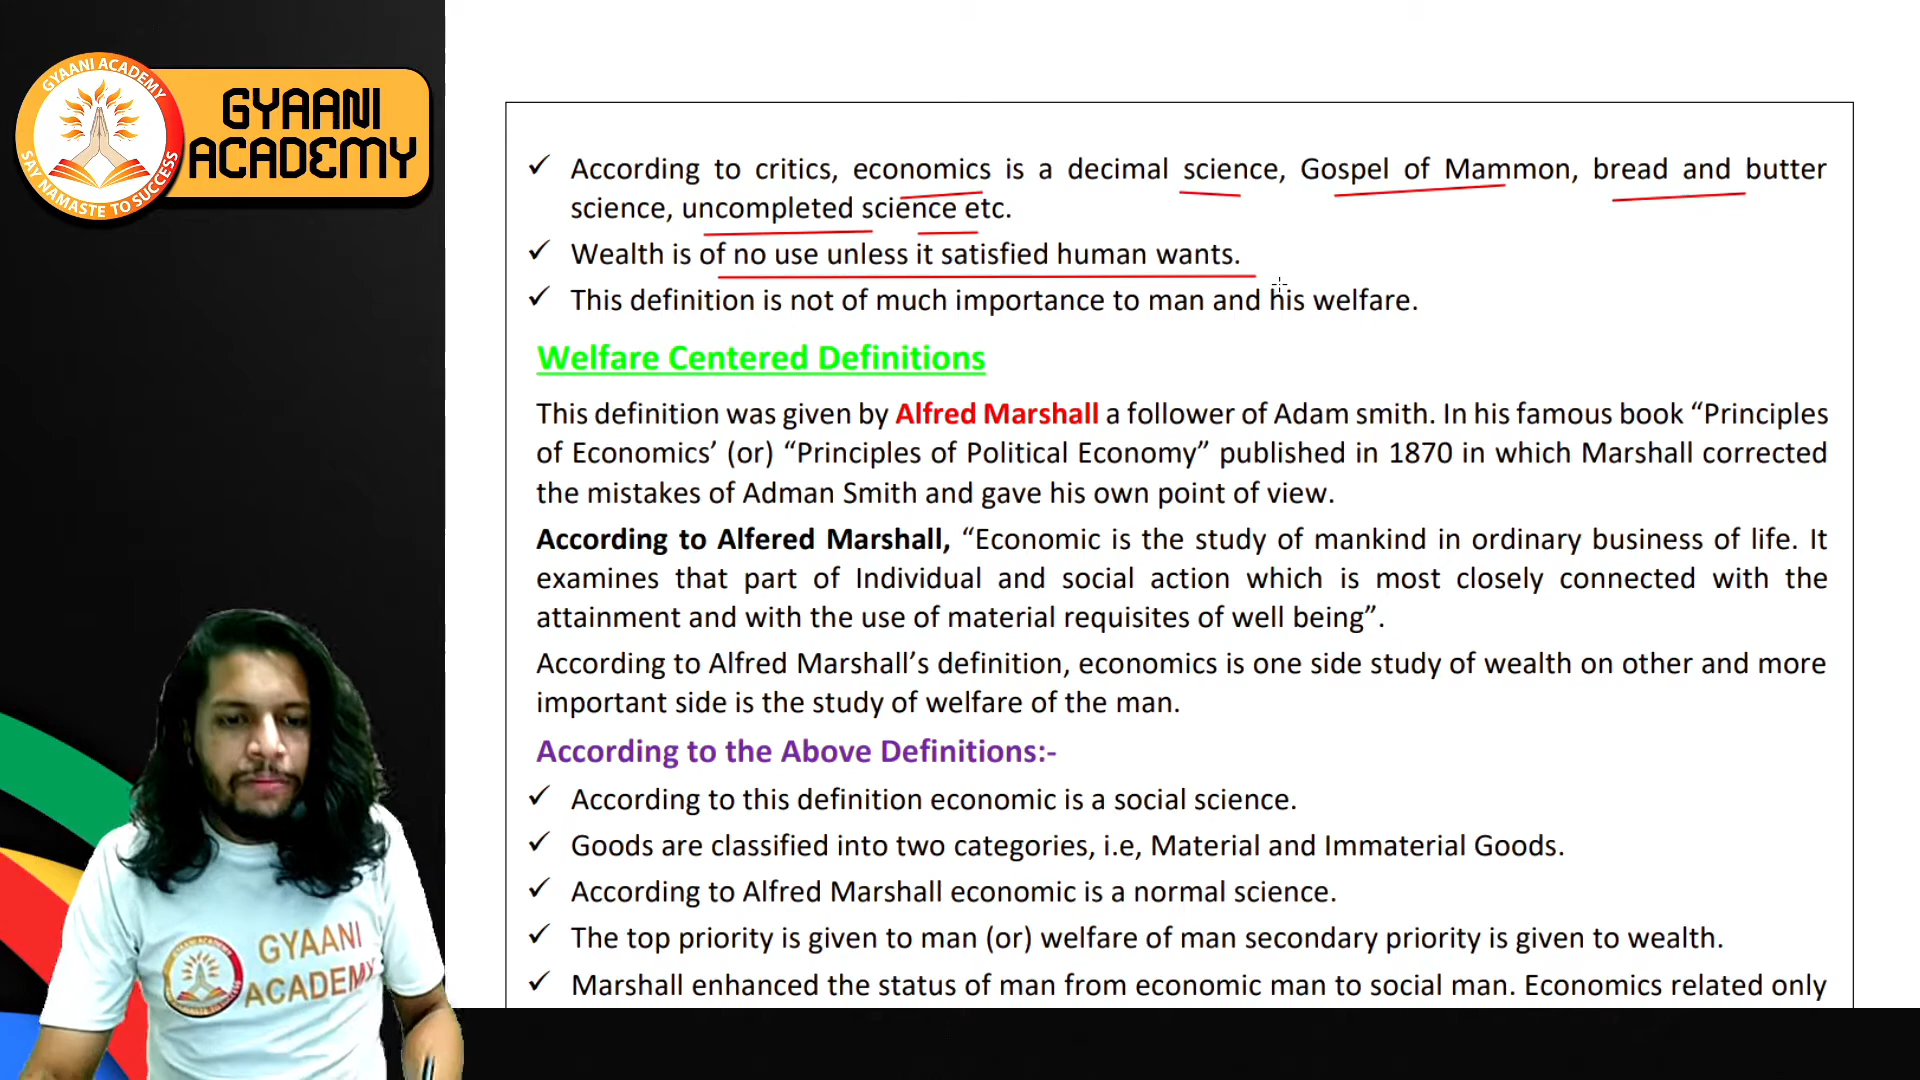 GYAANI ACADEMY
SAY NAMASTE TO SUCCESS
GYAANI
ACADEMY
✓ According to critics, economics is a decimal science, Gospel of Mammon, bread and butter
science, uncompleted science etc.
✓ Wealth is of no use unless it satisfied human wants.
✓ This definition is not of much importance to man and his welfare.
Welfare Centered Definitions
This definition was given by Alfred Marshall a follower of Adam smith. In his famous book “Principles
of Economics’ (or) “Principles of Political Economy” published in 1870 in which Marshall corrected
the mistakes of Adman Smith and gave his own point of view.
According to Alfered Marshall, “Economic is the study of mankind in ordinary business of life. It
examines that part of Individual and social action which is most closely connected with the
attainment and with the use of material requisites of well being”.
According to Alfred Marshall’s definition, economics is one side study of wealth on other and more
important side is the study of welfare of the man.
According to the Above Definitions:-
✓ According to this definition economic is a social science.
✓ Goods are classified into two categories, i.e, Material and Immaterial Goods.
✓ According to Alfred Marshall economic is a normal science.
✓ The top priority is given to man (or) welfare of man secondary priority is given to wealth.
✓ Marshall enhanced the status of man from economic man to social man. Economics related only
GYAANI
ACADEMY